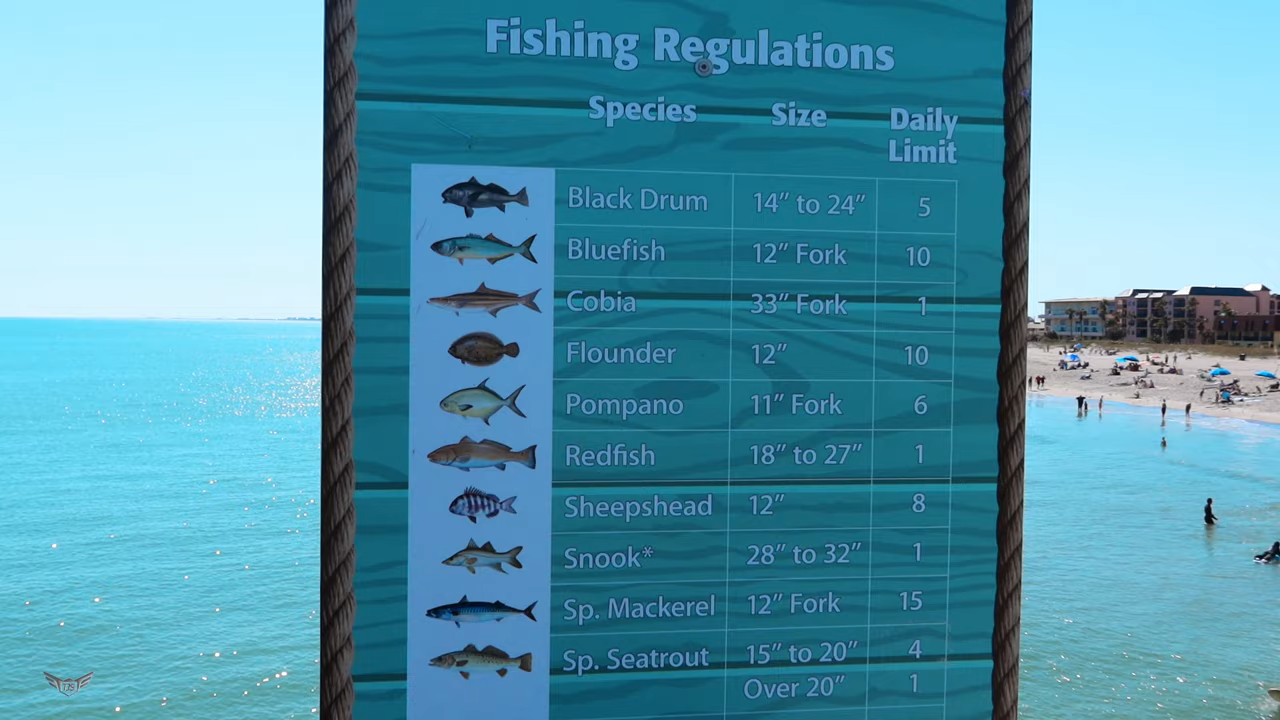 Fishing Regulations
Species Size Daily Limit
Black Drum 14” to 24” 5
Bluefish 12” Fork 10
Cobia 33” Fork 1
Flounder 12” 10
Pompano 11” Fork 6
Redfish 18” to 27” 1
Sheepshead 12” 8
Snook* 28” to 32” 1
Sp. Mackerel 12” Fork 15
Sp. Seatrout 15” to 20” 4
Over 20” 1